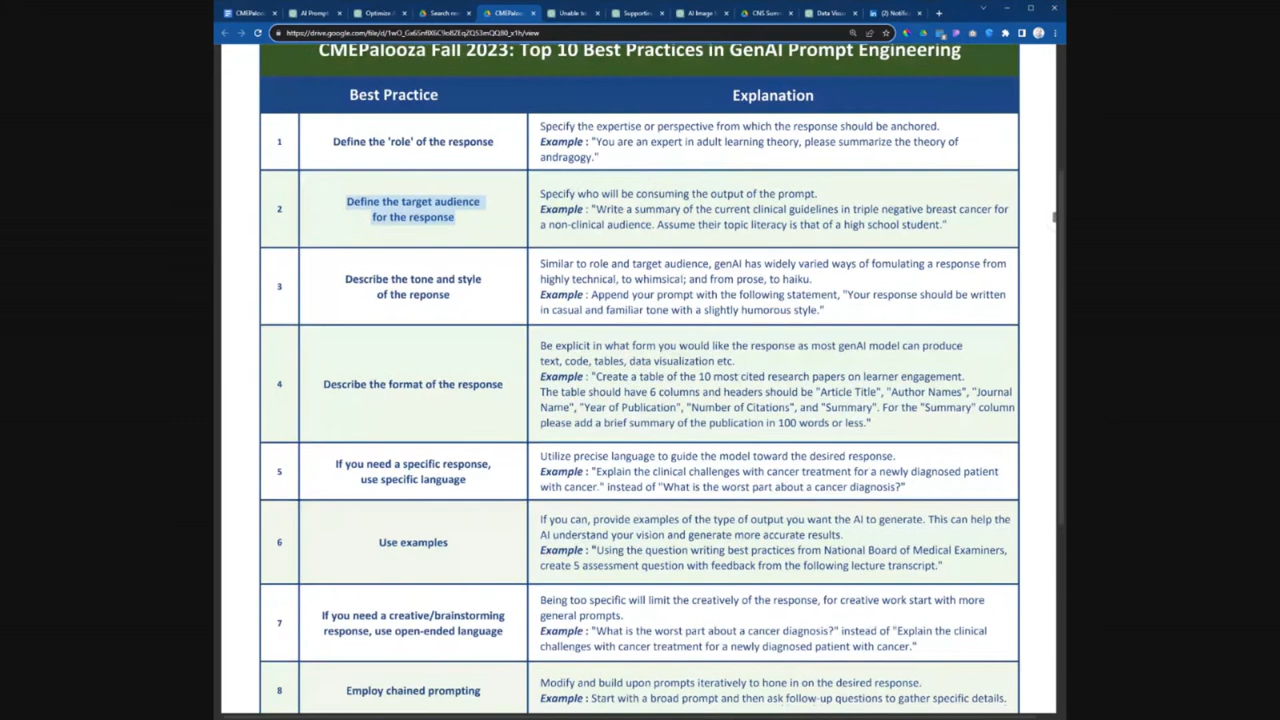 CMEPalooz
AI Prompt
Optimize
Search re
CMEPaloo
Unable to
Supportin
AI Image
CNS Sum
Data Visu
(2) Notific
CMEPalooza Fall 2023: Top 10 Best Practices in GenAI Prompt Engineering
Best Practice
Explanation
1
Define the 'role' of the response
Specify the expertise or perspective from which the response should be anchored.
Example : "You are an expert in adult learning theory, please summarize the theory of
andragogy."
2
Define the target audience
for the response
Specify who will be consuming the output of the prompt.
Example : "Write a summary of the current clinical guidelines in triple negative breast cancer for
a non-clinical audience. Assume their topic literacy is that of a high school student."
3
Describe the tone and style
of the reponse
Similar to role and target audience, genAI has widely varied ways of fomulating a response from
highly technical, to whimsical; and from prose, to haiku.
Example : Append your prompt with the following statement, "Your response should be written
in casual and familiar tone with a slightly humorous style."
4
Describe the format of the response
Be explicit in what form you would like the response as most genAI model can produce
text, code, tables, data visualization etc.
Example : "Create a table of the 10 most cited research papers on learner engagement.
The table should have 6 columns and headers should be "Article Title", "Author Names", "Journal
Name", "Year of Publication", "Number of Citations", and "Summary". For the "Summary" column
please add a brief summary of the publication in 100 words or less."
5
If you need a specific response,
use specific language
Utilize precise language to guide the model toward the desired response.
Example : "Explain the clinical challenges with cancer treatment for a newly diagnosed patient
with cancer." instead of "What is the worst part about a cancer diagnosis?"
6
Use examples
If you can, provide examples of the type of output you want the AI to generate. This can help the
AI understand your vision and generate more accurate results.
Example : "Using the question writing best practices from National Board of Medical Examiners,
create 5 assessment question with feedback from the following lecture transcript."
7
If you need a creative/brainstorming
response, use open-ended language
Being too specific will limit the creatively of the response, for creative work start with more
general prompts.
Example : "What is the worst part about a cancer diagnosis?" instead of "Explain the clinical
challenges with cancer treatment for a newly diagnosed patient with cancer."
8
Employ chained prompting
Modify and build upon prompts iteratively to hone in on the desired response.
Example : Start with a broad prompt and then ask follow-up questions to gather specific details.